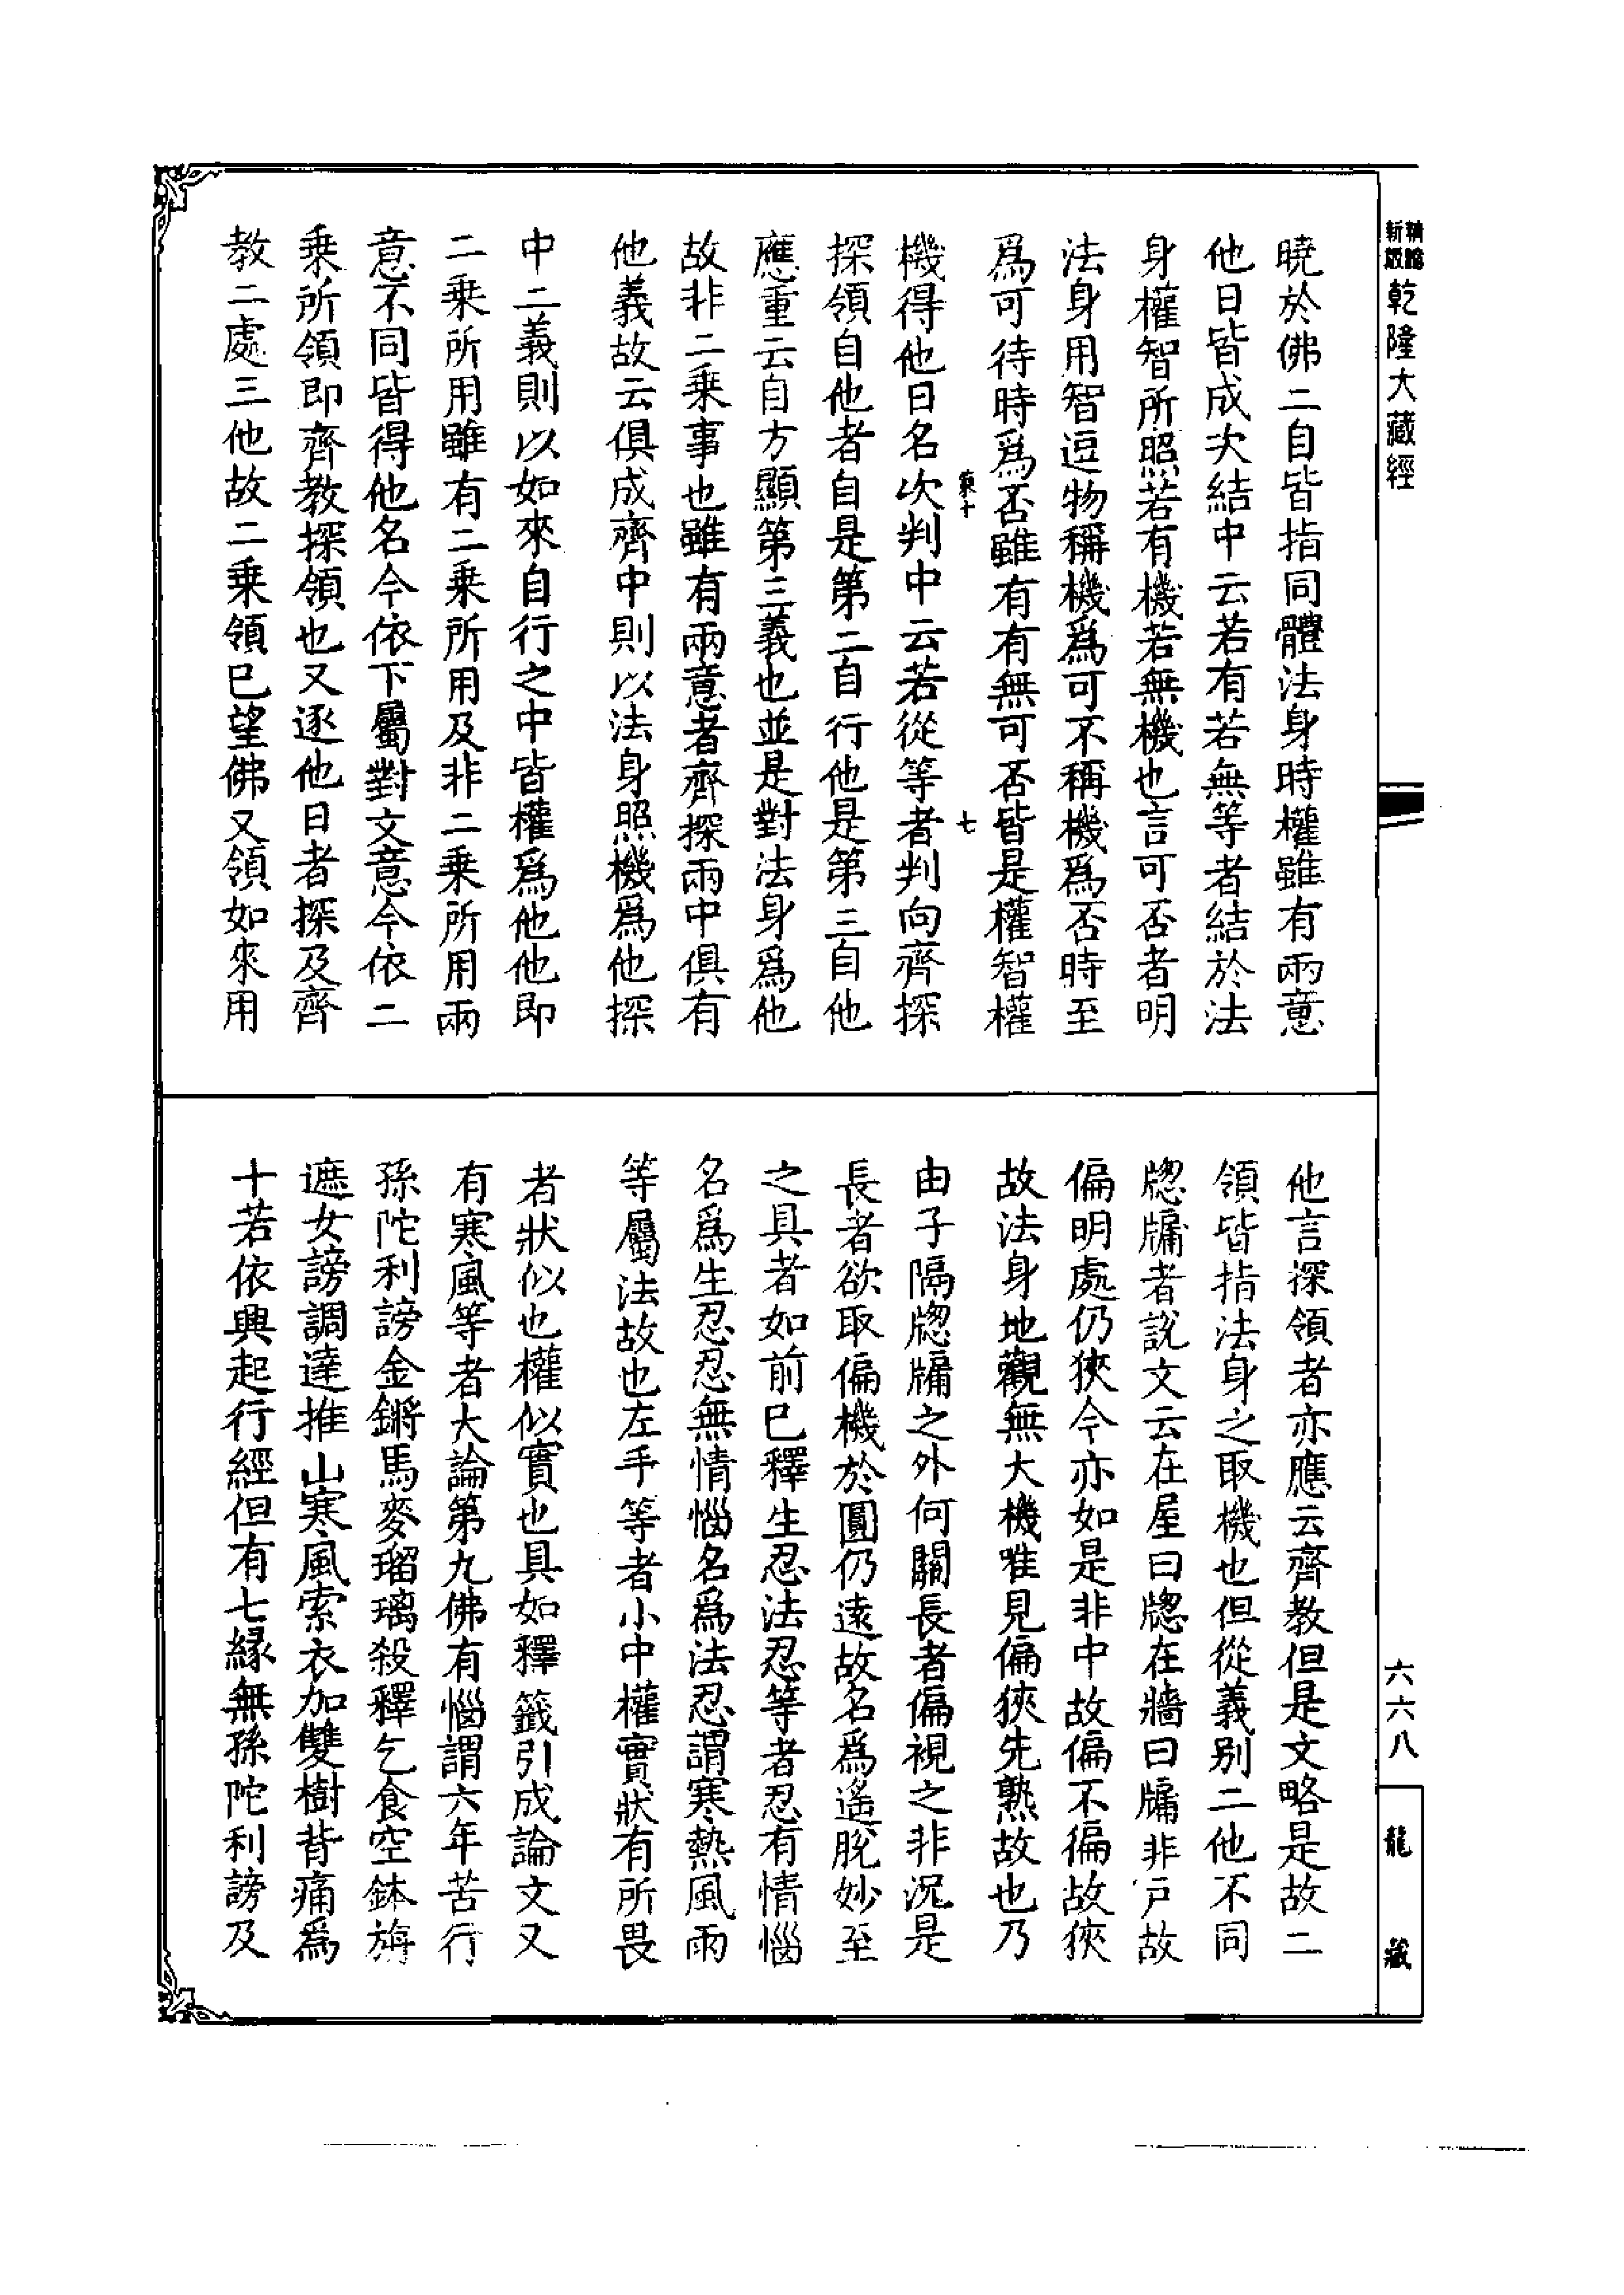 新版
精縮
乾隆大藏經
曉於佛二自皆指同體法身時權雖有兩意
他日皆成次結中云若有若無等者結於法
身權智所照若有機若無機也言可否者明
法身用智逗物稱機爲可不稱機爲否時至
爲可待時爲否雖有有無可否皆是權智權
七
機得他日名次判中云若從等者判向齊探
探領自他者自是第二自行他是第三自他
應重云自方顯第三義也並是對法身爲他
故非二乗事也雖有兩意者齊探兩中俱有
他義故云俱成齊中則以法身照機爲他探
中二義則以如來自行之中皆權爲他他即
二乗所用雖有二乗所用及非二乗所用兩
意不同皆得他名今依下屬對文意今依二
乗所領即齊教探領也又逐他日者探及齊
教二處三他故二乗領已望佛又領如來用
他言探領者亦應云齊教但是文略是故二
領皆指法身之取機也但從義别二他不同
牕牖者說文云在屋曰牕在牆曰牖非戶故
偏明處仍狹今亦如是非中故偏不徧故狹
故法身地觀無大機唯見偏狹先熟故也乃
由子隔牕牖之外何關長者偏視之非況是
長者欲取偏機於圓仍遠故名爲遙脫妙至
之具者如前已釋生忍法忍等者忍有情惱
名爲生忍忍無情惱名爲法忍謂寒熱風雨
等屬法故也左手等者小中權實狀有所畏
者狀似也權似實也具如釋籤引成論文又
有寒風等者大論第九佛有惱謂六年苦行
孫陀利謗金鏘馬麥瑠璃殺釋乞食空鉢旃
遮女謗調達推山寒風索衣加雙樹背痛爲
十若依興起行經但有七緣無孫陀利謗及
六六八
龍藏